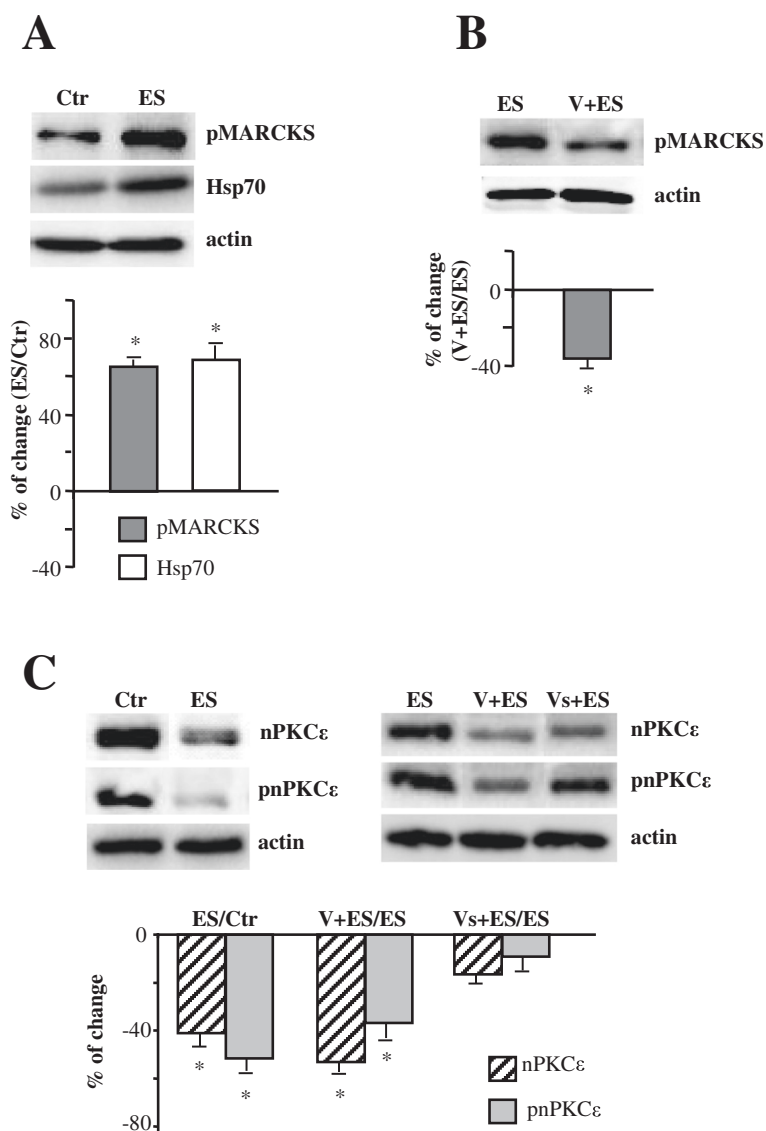 A
Ctr ES
pMARCKS
Hsp70
actin
% of change (ES/Ctr)
80
40
0
-40
*
*
pMARCKS
Hsp70
B
ES V+ES
pMARCKS
actin
% of change
(V+ES/ES)
0
-40
*
C
Ctr ES
nPKCε
pnPKCε
actin
ES V+ES Vs+ES
nPKCε
pnPKCε
actin
ES/Ctr V+ES/ES Vs+ES/ES
% of change
0
-40
-80
* * * *
nPKCε
pnPKCε